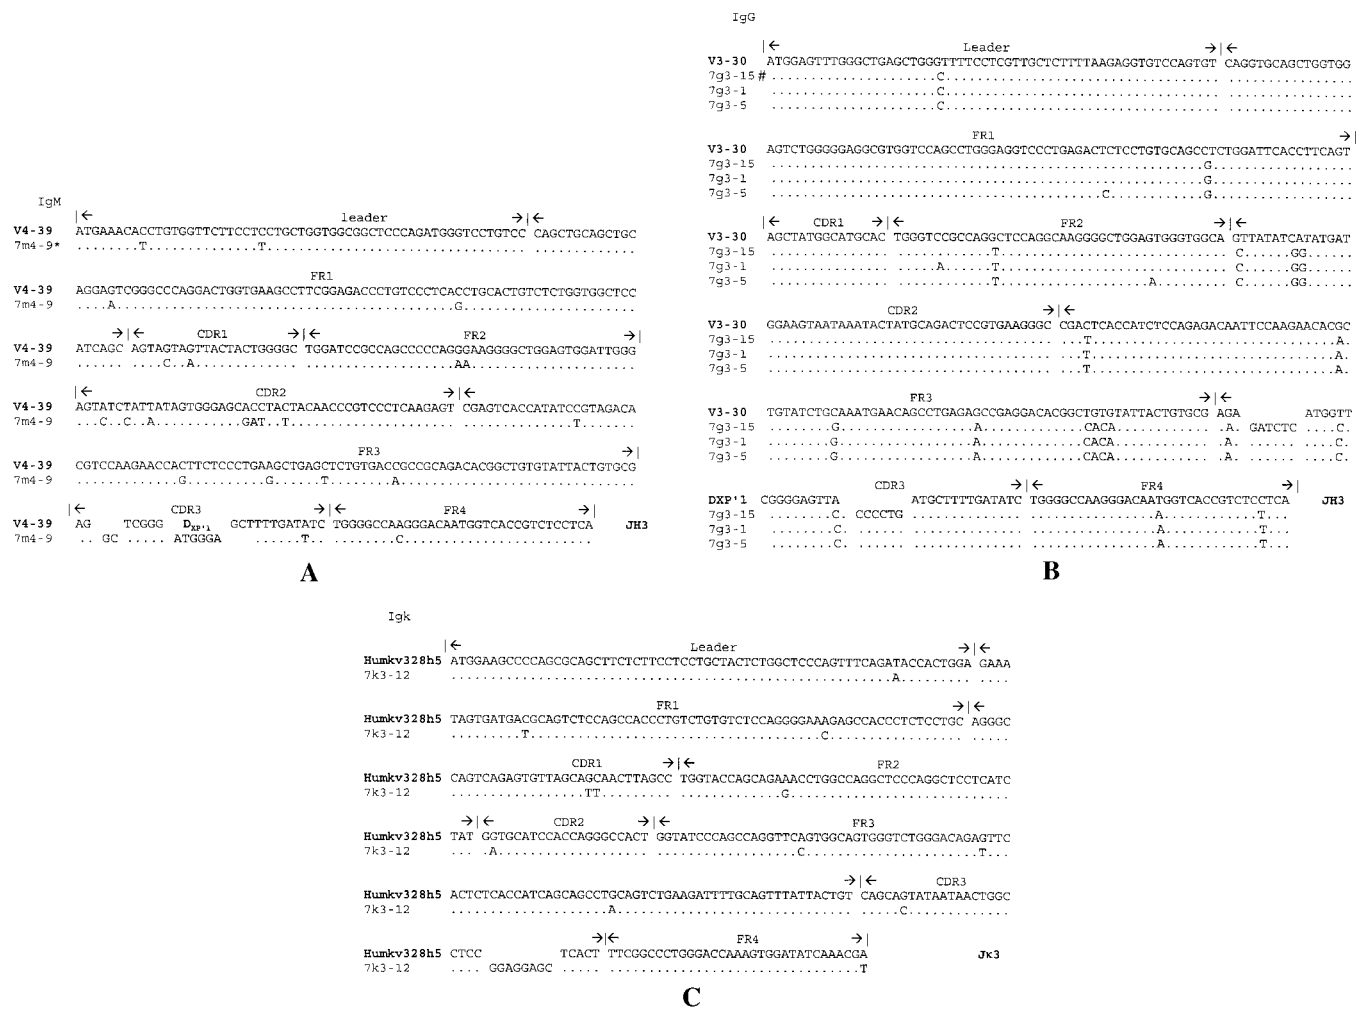 IgM
|← leader →|←
V4-39 ATGAAACACCTGTGGTTCTTCCTCCTGCTGGTGGCGGCTCCCAGATGGGTCCTGTCC CAGCTGCAGCTGC
7m4-9* .......T............T................................ .............
FR1
V4-39 AGGAGTCGGGCCCAGGACTGGTGAAGCCTTCGGAGACCCTGTCCCTCACCTGCACTGTCTCTGGTGGCTCC
7m4-9 ....A............................................G.....................
→|← CDR1 →|← FR2 →|
V4-39 ATCAGC AGTAGTAGTTACTACTGGGGC TGGATCCGCCAGCCCCCAGGGAAGGGGCTGGAGTGGATTGGG
7m4-9 ...... ....C..A............. ...................AA.....................
|← CDR2 →|←
V4-39 AGTATCTATTATAGTGGGAGCACCTACTACAACCCGTCCCTCAAGAGT CGAGTCACCATATCCGTAGACA
7m4-9 ...C..C..A...........GAT..T..................... ...............T......
FR3 →|
V4-39 CGTCCAAGAACCACTTCTCCCTGAAGCTGAGCTCTGTGACCGCCGCAGACACGGCTGTGTATTACTGTGCG
7m4-9 .............G..........G......T........A..............................
|← CDR3 →|← FR4 →|
V4-39 AG TCGGG DXP'1 GCTTTTGATATC TGGGGCCAAGGGACAATGGTCACCGTCTCCTCA JH3
7m4-9 .. GC ..... ATGGGA .........T.. ........C........................
A
IgG
|← Leader →|←
V3-30 ATGGAGTTTGGGCTGAGCTGGGTTTTCCTCGTTGCTCTTTTAAGAGGTGTCCAGTGT CAGGTGCAGCTGGTGG
7g3-15# .....................C................................... ................
7g3-1 .....................C................................... ................
7g3-5 .....................C................................... ................
FR1 →|
V3-30 AGTCTGGGGGAGGCGTGGTCCAGCCTGGGAGGTCCCTGAGACTCTCCTGTGCAGCCTCTGGATTCACCTTCAGT
7g3-15 .......................................................G..................
7g3-1 .......................................................G..................
7g3-5 ..........................................C............G..................
|← CDR1 →|← FR2 →|←
V3-30 AGCTATGGCATGCAC TGGGTCCGCCAGGCTCCAGGCAAGGGGCTGGAGTGGGTGGCA GTTATATCATATGAT
7g3-15 ............... .............T............................ .C......GG.....
7g3-1 ............... ......A......T............................ .C......GG.....
7g3-5 ............... .............T...................A........ .C......GG.....
CDR2 →|←
V3-30 GGAAGTAATAAATACTATGCAGACTCCGTGAAGGGC CGACTCACCATCTCCAGAGACAATTCCAAGAACACGC
7g3-15 .................................... ...T................................A.
7g3-1 .................................... ...T................................A.
7g3-5 .................................... ...T................................A.
FR3 →|←
V3-30 TGTATCTGCAAATGAACAGCCTGAGAGCCGAGGACACGGCTGTGTATTACTGTGCG AGA ATGGTT
7g3-15 ........G.................A.............CACA............ .A. GATCTC ....C.
7g3-1 ........G.................A.............CACA............ .A. ...... ....C.
7g3-5 ........G.................A.............CACA............ .A. ...... ....C.
CDR3 →|← FR4 →|
DXP'1 CGGGGAGTTA ATGCTTTTGATATC TGGGGCCAAGGGACAATGGTCACCGTCTCCTCA JH3
7g3-15 .........C. CCCCTG .............. ................A............T...
7g3-1 .........C. ...... .............. ................A............T...
7g3-5 .........C. ...... .............. ................A............T...
B
Igk
|← Leader →|←
Humkv328h5 ATGGAAGCCCCAGCGCAGCTTCTCTTCCTCCTGCTACTCTGGCTCCCAGTTTCAGATACCACTGGA GAAA
7k3-12 ........................................................A......... ....
FR1 →|←
Humkv328h5 TAGTGATGACGCAGTCTCCAGCCACCCTGTCTGTGTCTCCAGGGGAAAGAGCCACCCTCTCCTGC AGGGC
7k3-12 .........T.....................................C................. .....
CDR1 →|← FR2
Humkv328h5 CAGTCAGAGTGTTAGCAGCAACTTAGCC TGGTACCAGCAGAAACCTGGCCAGGCTCCCAGGCTCCTCATC
7k3-12 .................TT......... .............G............................
→|← CDR2 →|← FR3
Humkv328h5 TAT GGTGCATCCACCAGGGCCACT GGTATCCCAGCCAGGTTCAGTGGCAGTGGGTCTGGGACAGAGTTC
7k3-12 ... .A................... ..................C......................T...
→|← CDR3
Humkv328h5 ACTCTCACCATCAGCAGCCTGCAGTCTGAAGATTTTGCAGTTTATTACTGT CAGCAGTATAATAACTGGC
7k3-12 ....................A.............................. .....C.............
→|← FR4 →|
Humkv328h5 CTCC TCACT TTCGGCCCTGGGACCAAAGTGGATATCAAACGA Jκ3
7k3-12 .... GGAGGAGC ..... ................................T
C